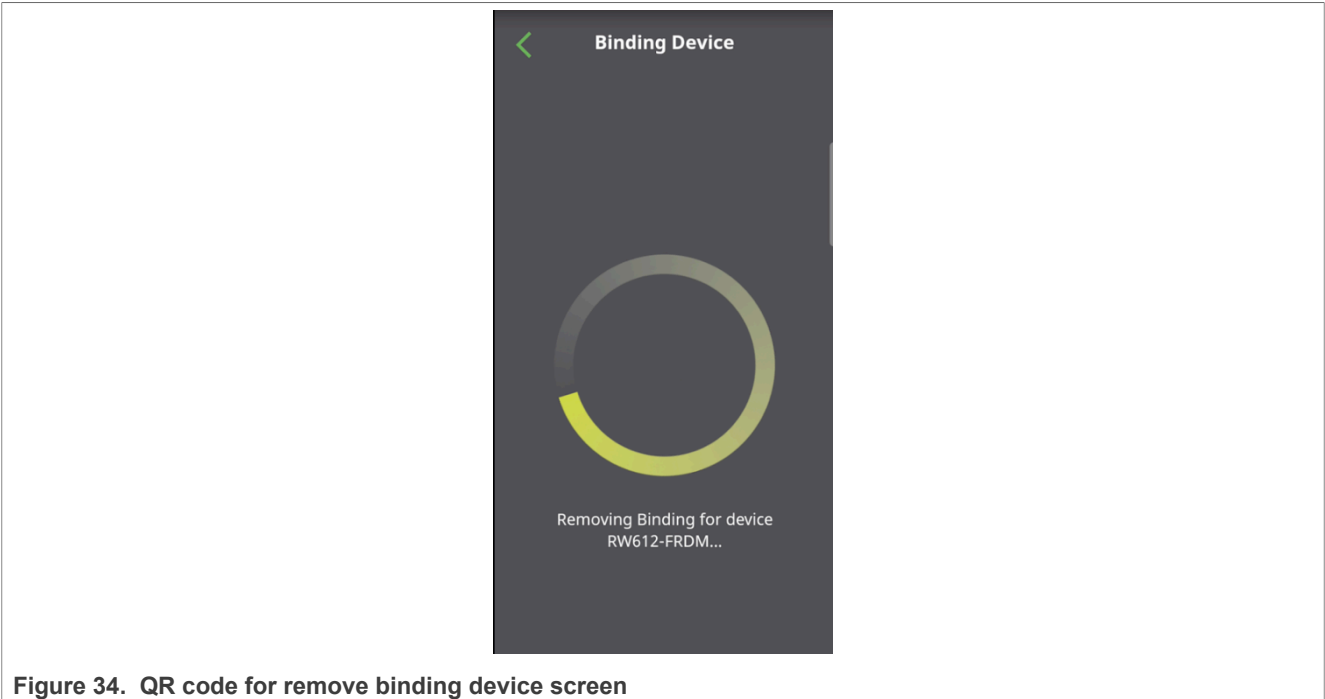 Binding Device
Removing Binding for device
RW612-FRDM...
Figure 34. QR code for remove binding device screen